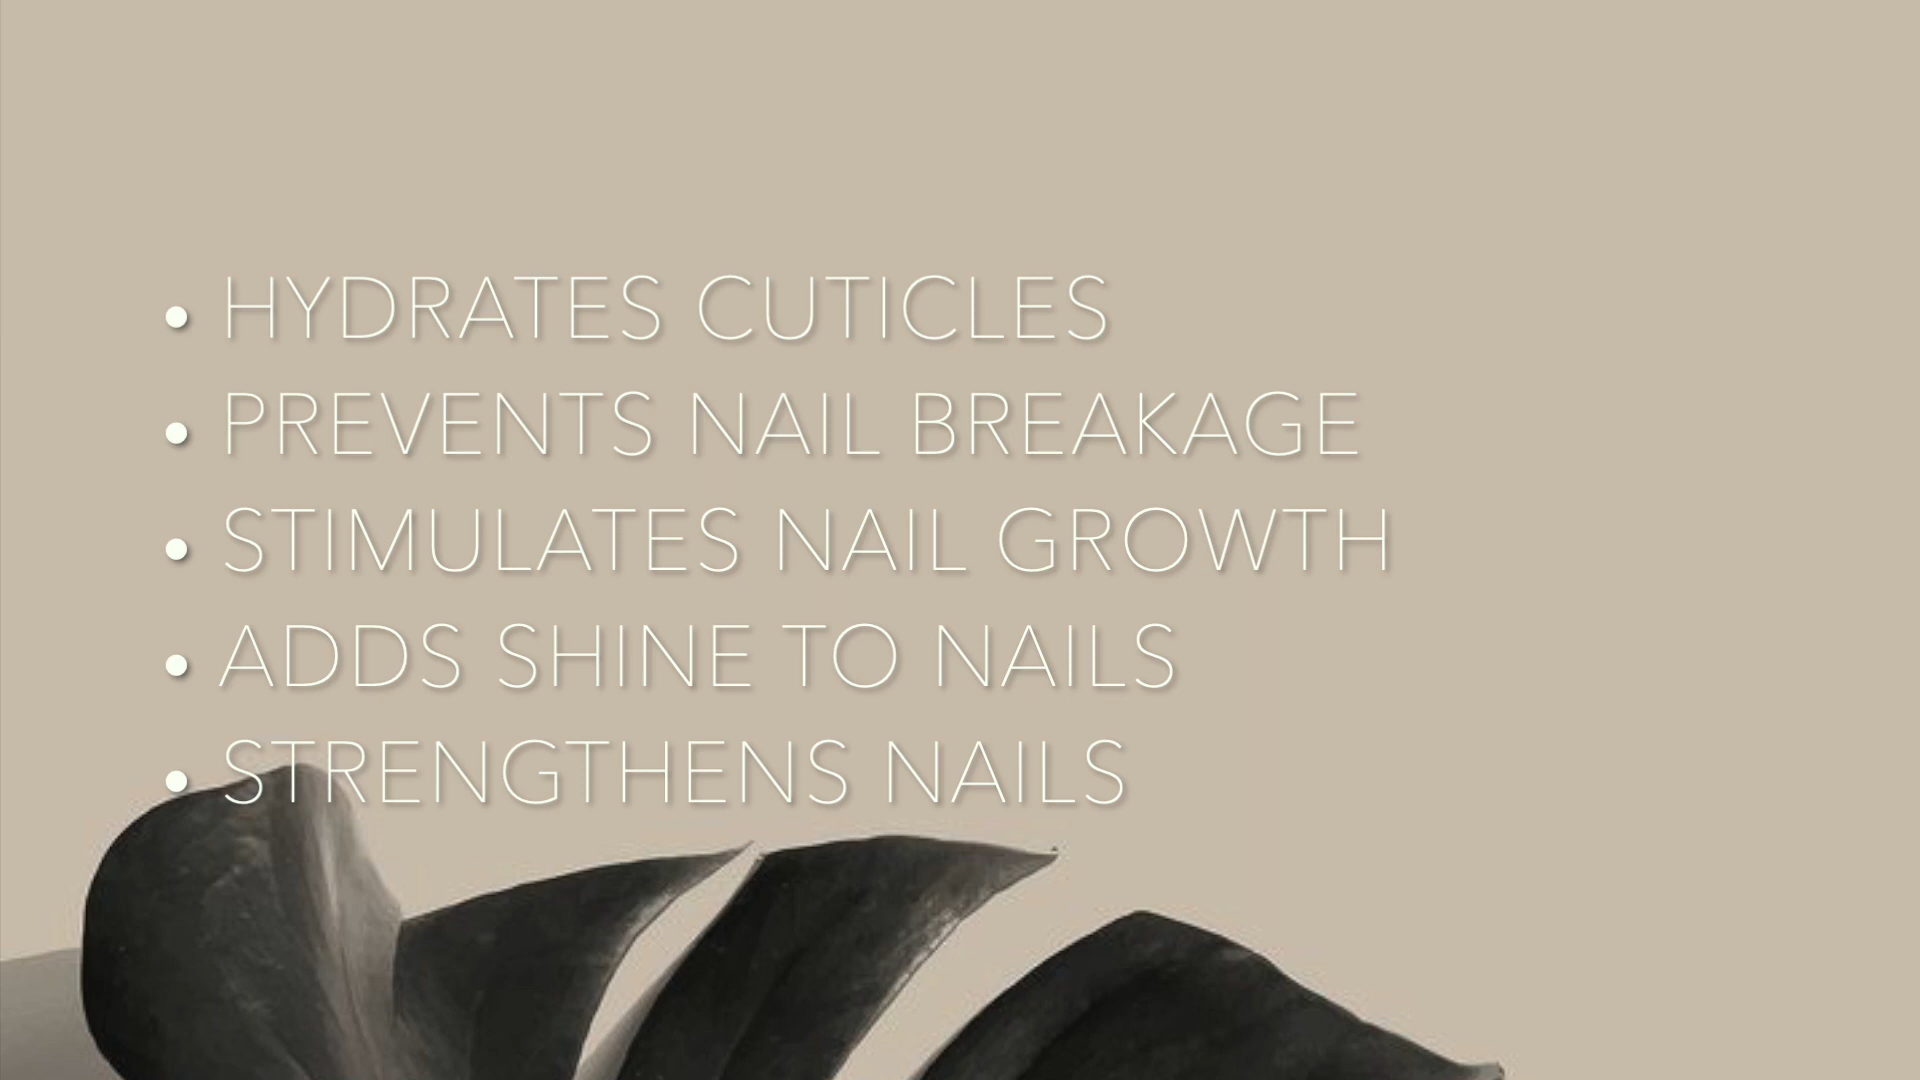 • HYDRATES CUTICLES
• PREVENTS NAIL BREAKAGE
• STIMULATES NAIL GROWTH
• ADDS SHINE TO NAILS
• STRENGTHENS NAILS